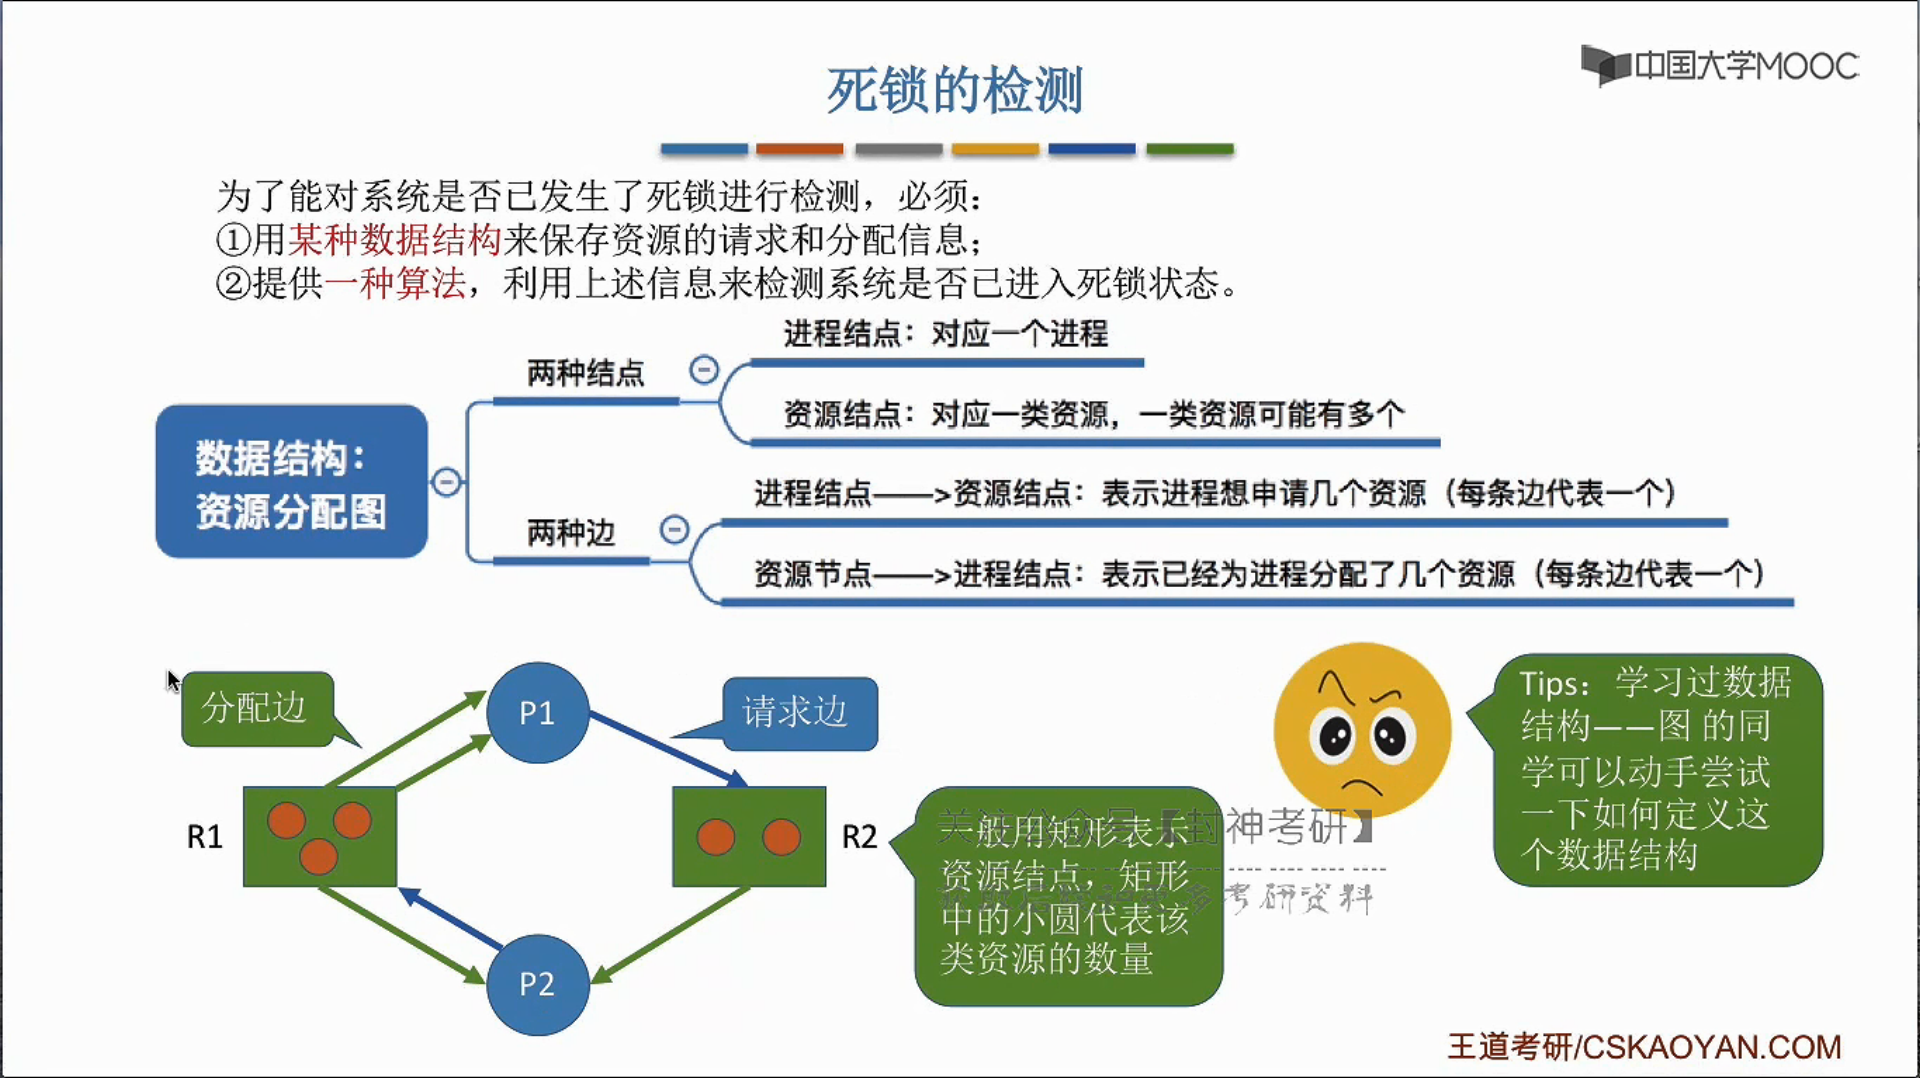 中国大学MOOC
死锁的检测
为了能对系统是否已发生了死锁进行检测，必须：
①用某种数据结构来保存资源的请求和分配信息；
②提供一种算法，利用上述信息来检测系统是否已进入死锁状态。
进程结点：对应一个进程
两种结点
资源结点：对应一类资源，一类资源可能有多个
数据结构：
资源分配图
进程结点——>资源结点：表示进程想申请几个资源（每条边代表一个）
两种边
资源节点——>进程结点：表示已经为进程分配了几个资源（每条边代表一个）
分配边
P1
请求边
R1
R2
P2
一般用矩形表示
资源结点，矩形
中的小圆代表该
类资源的数量
关注公众号【封神考研】
考研资料
Tips：学习过数据
结构——图 的同
学可以动手尝试
一下如何定义这
个数据结构
王道考研/CSKAOYAN.COM